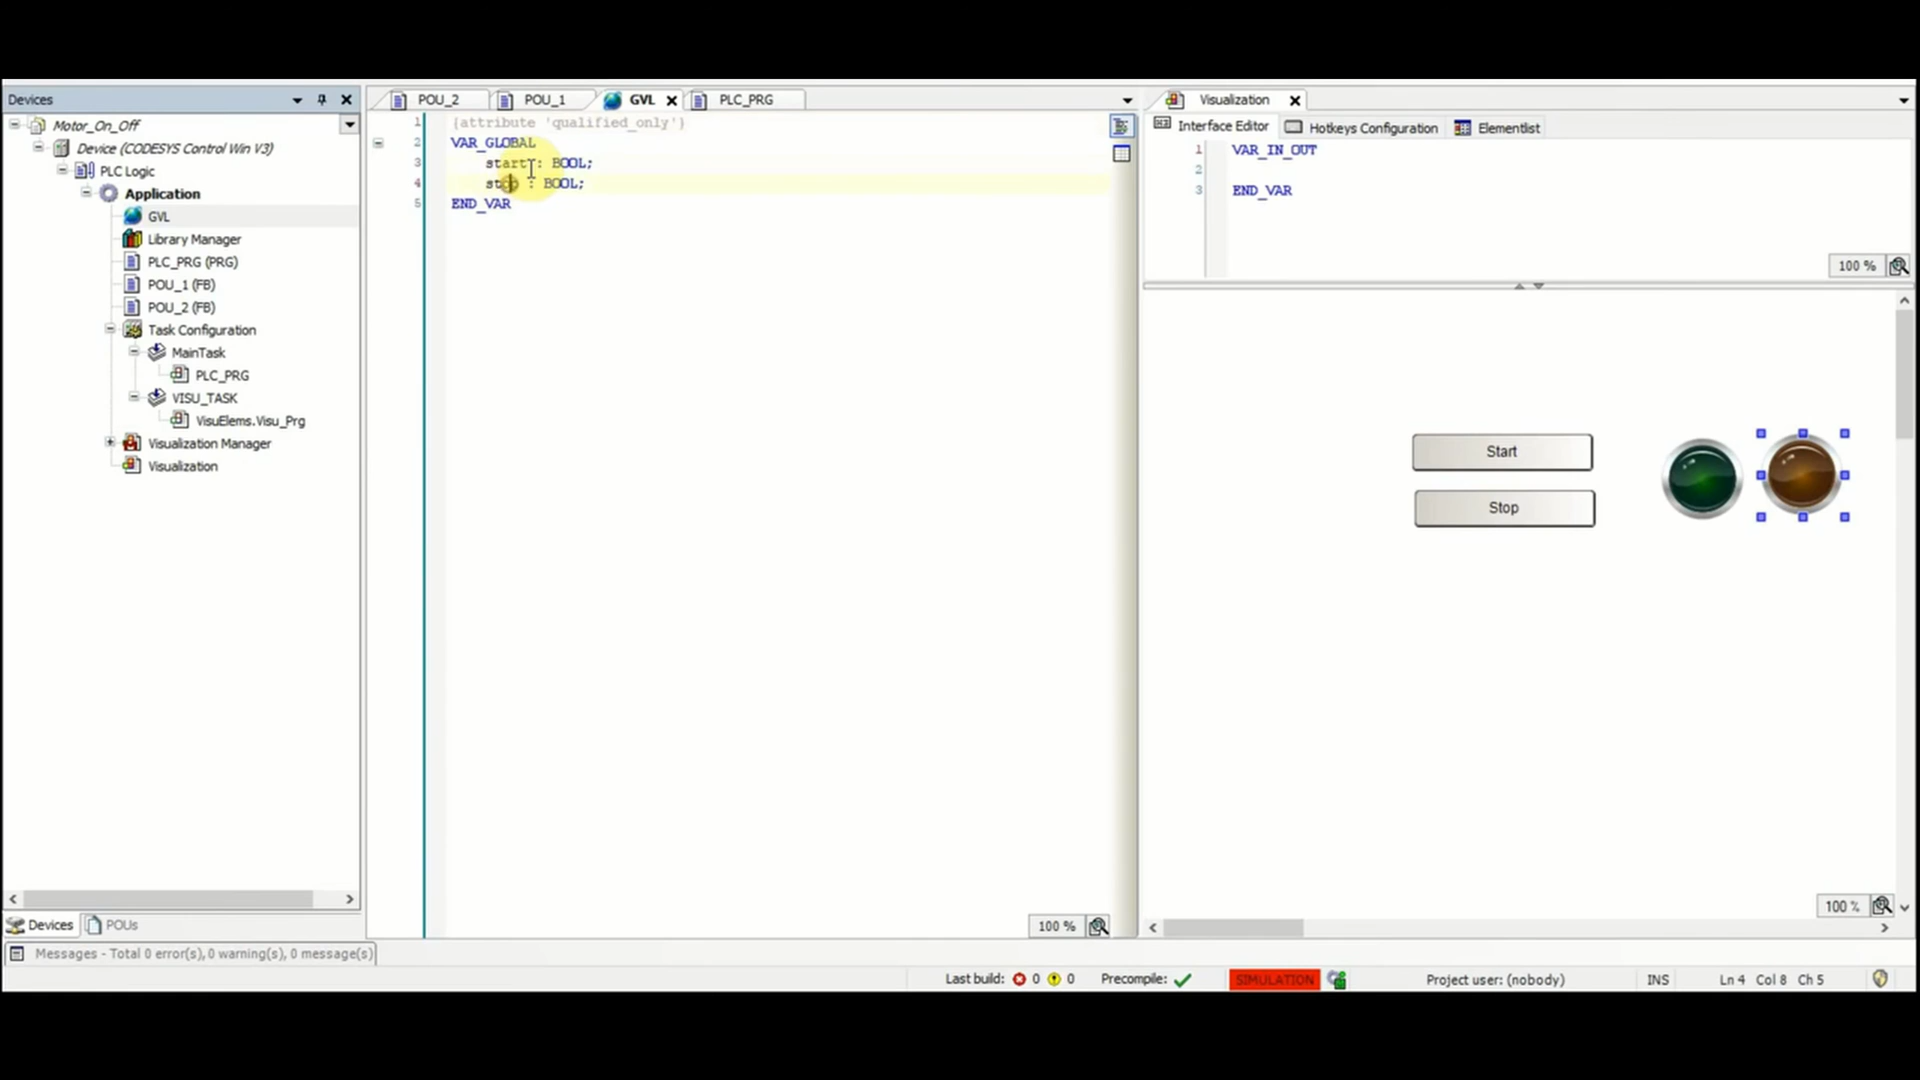 Devices
Motor_On_Off
Device (CODESYS Control Win V3)
PLC Logic
Application
GVL
Library Manager
PLC_PRG (PRG)
POU_1 (FB)
POU_2 (FB)
Task Configuration
MainTask
PLC_PRG
VISU_TASK
VisuElems.Visu_Prg
Visualization Manager
Visualization
Devices
POUs
POU_2
POU_1
GVL
PLC_PRG
1 {attribute 'qualified_only'}
2 VAR_GLOBAL
3 start : BOOL;
4 stop : BOOL;
5 END_VAR
100 %
Visualization
Interface Editor
Hotkeys Configuration
Elementlist
1 VAR_IN_OUT
2
3 END_VAR
100 %
Start
Stop
100 %
Messages - Total 0 error(s), 0 warning(s), 0 message(s)
Last build: 0 0 Precompile: SIMULATION Project user: (nobody) INS Ln 4 Col 8 Ch 5